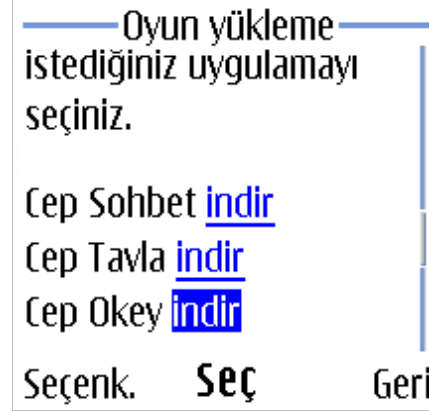 Oyun yükleme
istediğiniz uygulamayı
seçiniz.
Cep Sohbet indir
Cep Tavla indir
Cep Okey indir
Seçenk. Seç Geri